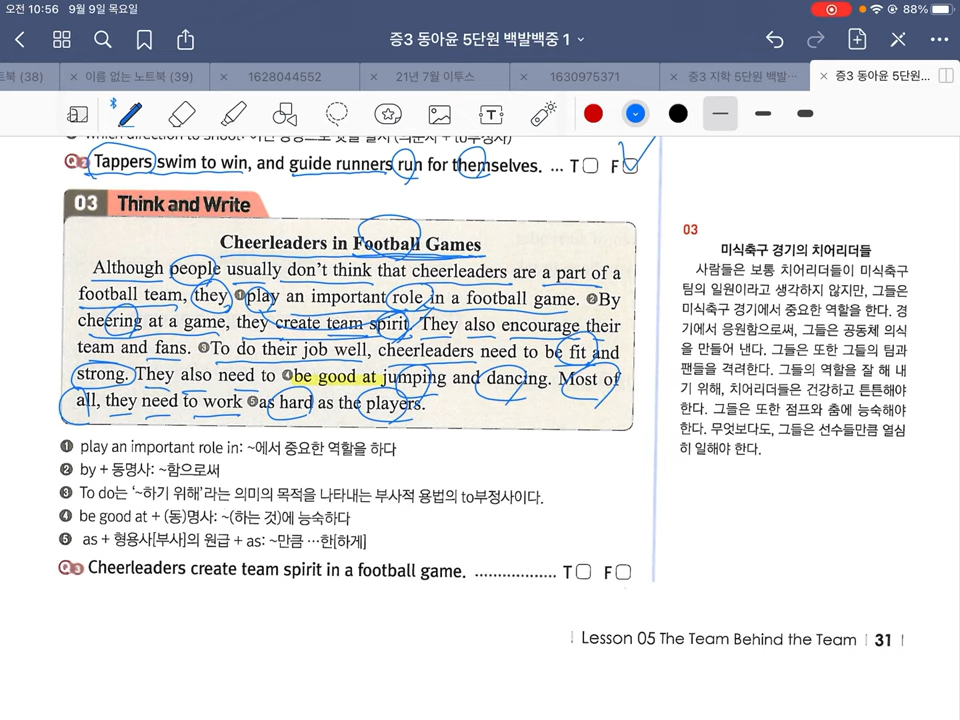 오전 10:56 9월 9일 목요일
88%
증3 동아윤 5단원 백발백중 1
트북 (38)
이름 없는 노트북 (39)
1628044552
21년 7월 이투스
1630975371
중3 지학 5단원 백발…
증3 동아윤 5단원...
Q2 Tappers swim to win, and guide runners run for themselves. ... T F
03 Think and Write
Cheerleaders in Football Games
Although people usually don't think that cheerleaders are a part of a
football team, they ❶play an important role in a football game. ❷By
cheering at a game, they create team spirit. They also encourage their
team and fans. ❸To do their job well, cheerleaders need to be fit and
strong. They also need to ❹be good at jumping and dancing. Most of
all, they need to work ❺as hard as the players.
❶ play an important role in: ~에서 중요한 역할을 하다
❷ by + 동명사: ~함으로써
❸ To do는 '~하기 위해'라는 의미의 목적을 나타내는 부사적 용법의 to부정사이다.
❹ be good at + (동)명사: ~(하는 것)에 능숙하다
❺ as + 형용사[부사]의 원급 + as: ~만큼 …한[하게]
Q3 Cheerleaders create team spirit in a football game. .................. T F
03
미식축구 경기의 치어리더들
사람들은 보통 치어리더들이 미식축구
팀의 일원이라고 생각하지 않지만, 그들은
미식축구 경기에서 중요한 역할을 한다. 경
기에서 응원함으로써, 그들은 공동체 의식
을 만들어 낸다. 그들은 또한 그들의 팀과
팬들을 격려한다. 그들의 역할을 잘 해 내
기 위해, 치어리더들은 건강하고 튼튼해야
한다. 그들은 또한 점프와 춤에 능숙해야
한다. 무엇보다도, 그들은 선수들만큼 열심
히 일해야 한다.
Lesson 05 The Team Behind the Team 31